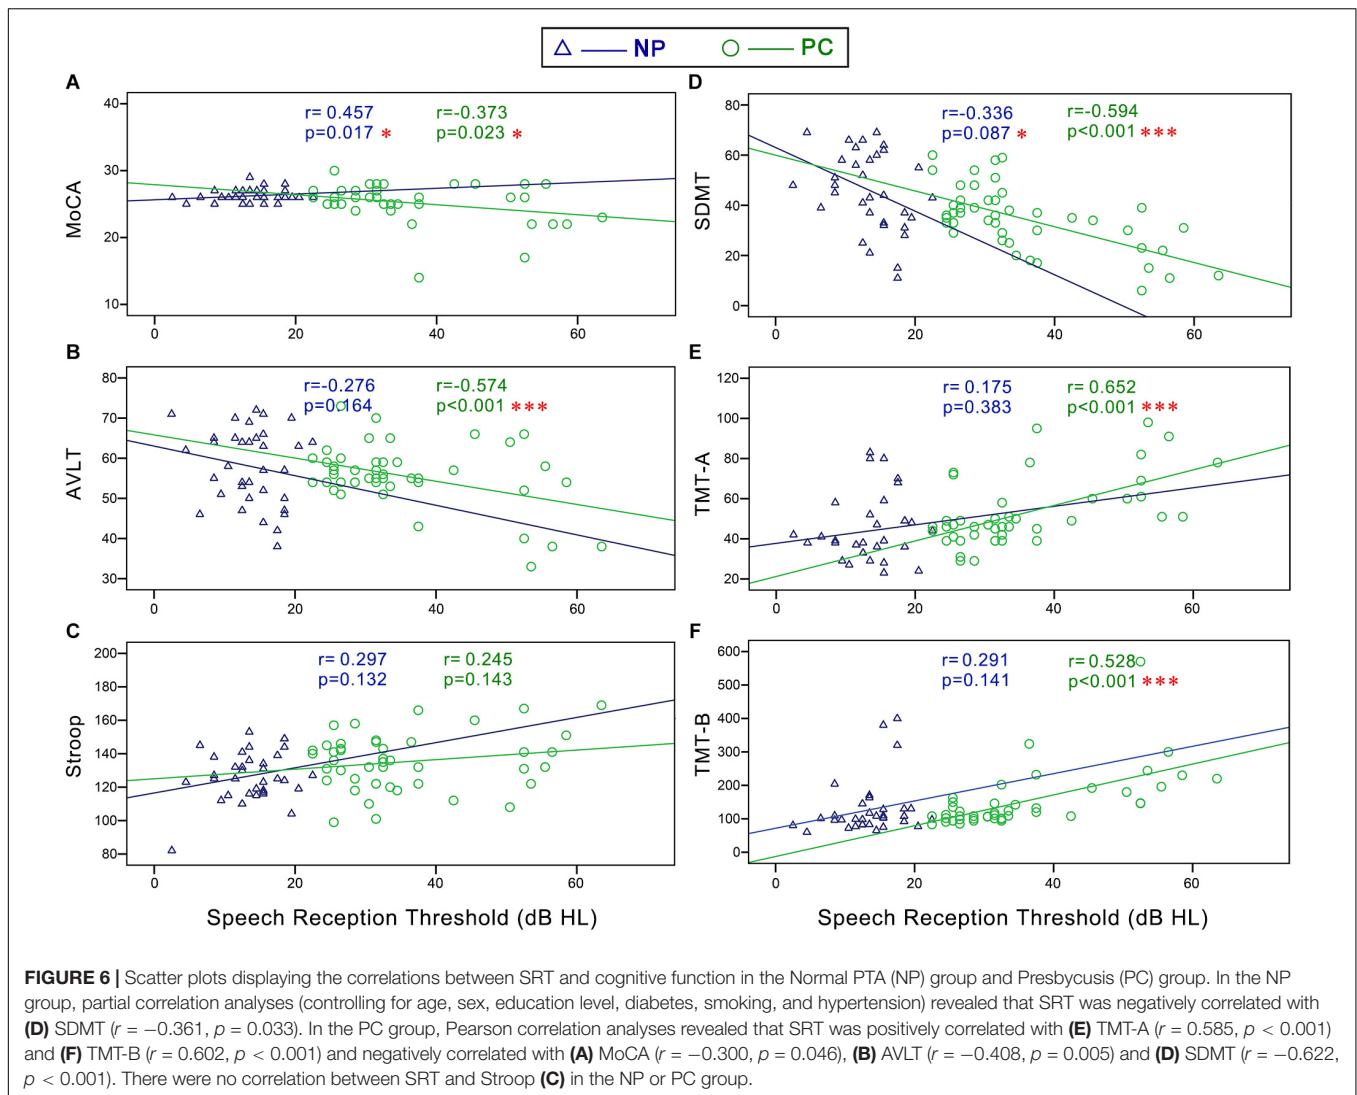 NP PC
A
MoCA
r= 0.457 r=-0.373
p=0.017 * p=0.023 *
40
30
20
10
0 20 40 60
B
AVLT
r=-0.276 r=-0.574
p=0.164 p<0.001 ***
80
70
60
50
40
30
0 20 40 60
C
Stroop
r= 0.297 r= 0.245
p=0.132 p=0.143
200
180
160
140
120
100
80
0 20 40 60
Speech Reception Threshold (dB HL)
D
SDMT
r=-0.336 r=-0.594
p=0.087 * p<0.001 ***
80
60
40
20
0
0 20 40 60
E
TMT-A
r= 0.175 r= 0.652
p=0.383 p<0.001 ***
120
100
80
60
40
20
0 20 40 60
F
TMT-B
r= 0.291 r= 0.528
p=0.141 p<0.001 ***
600
500
400
300
200
100
0
0 20 40 60
Speech Reception Threshold (dB HL)
FIGURE 6 | Scatter plots displaying the correlations between SRT and cognitive function in the Normal PTA (NP) group and Presbycusis (PC) group. In the NP
group, partial correlation analyses (controlling for age, sex, education level, diabetes, smoking, and hypertension) revealed that SRT was negatively correlated with
(D) SDMT (r = −0.361, p = 0.033). In the PC group, Pearson correlation analyses revealed that SRT was positively correlated with (E) TMT-A (r = 0.585, p < 0.001)
and (F) TMT-B (r = 0.602, p < 0.001) and negatively correlated with (A) MoCA (r = −0.300, p = 0.046), (B) AVLT (r = −0.408, p = 0.005) and (D) SDMT (r = −0.622,
p < 0.001). There were no correlation between SRT and Stroop (C) in the NP or PC group.